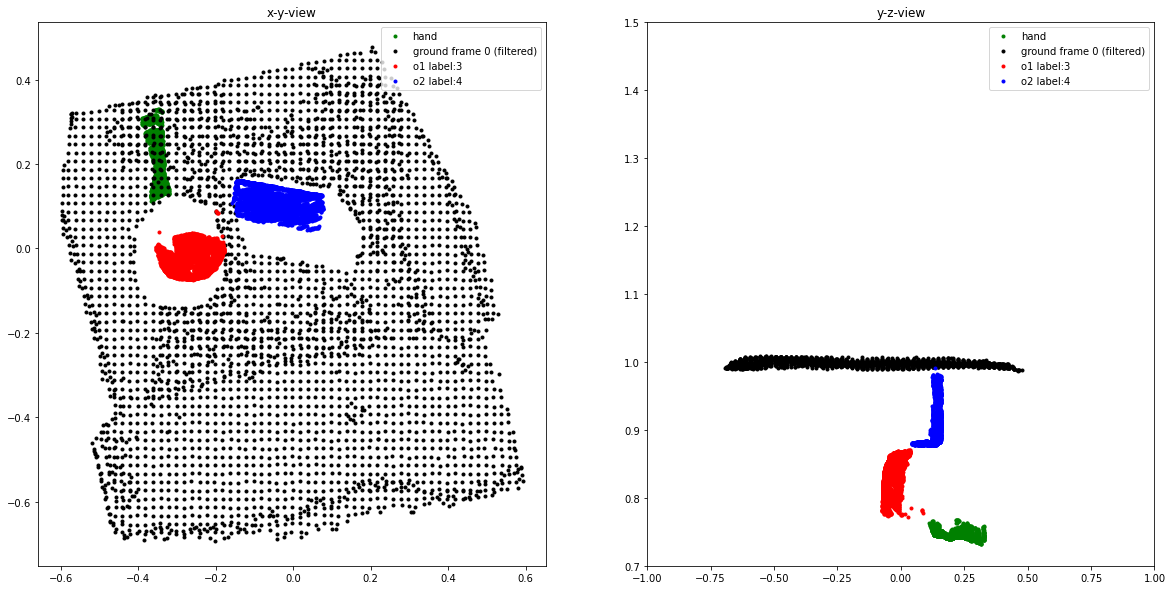 x-y-view
hand
ground frame 0 (filtered)
o1 label:3
o2 label:4
0.4
0.2
0.0
−0.2
−0.4
−0.6
−0.6 −0.4 −0.2 0.0 0.2 0.4 0.6
y-z-view
hand
ground frame 0 (filtered)
o1 label:3
o2 label:4
1.5
1.4
1.3
1.2
1.1
1.0
0.9
0.8
0.7
−1.00 −0.75 −0.50 −0.25 0.00 0.25 0.50 0.75 1.00